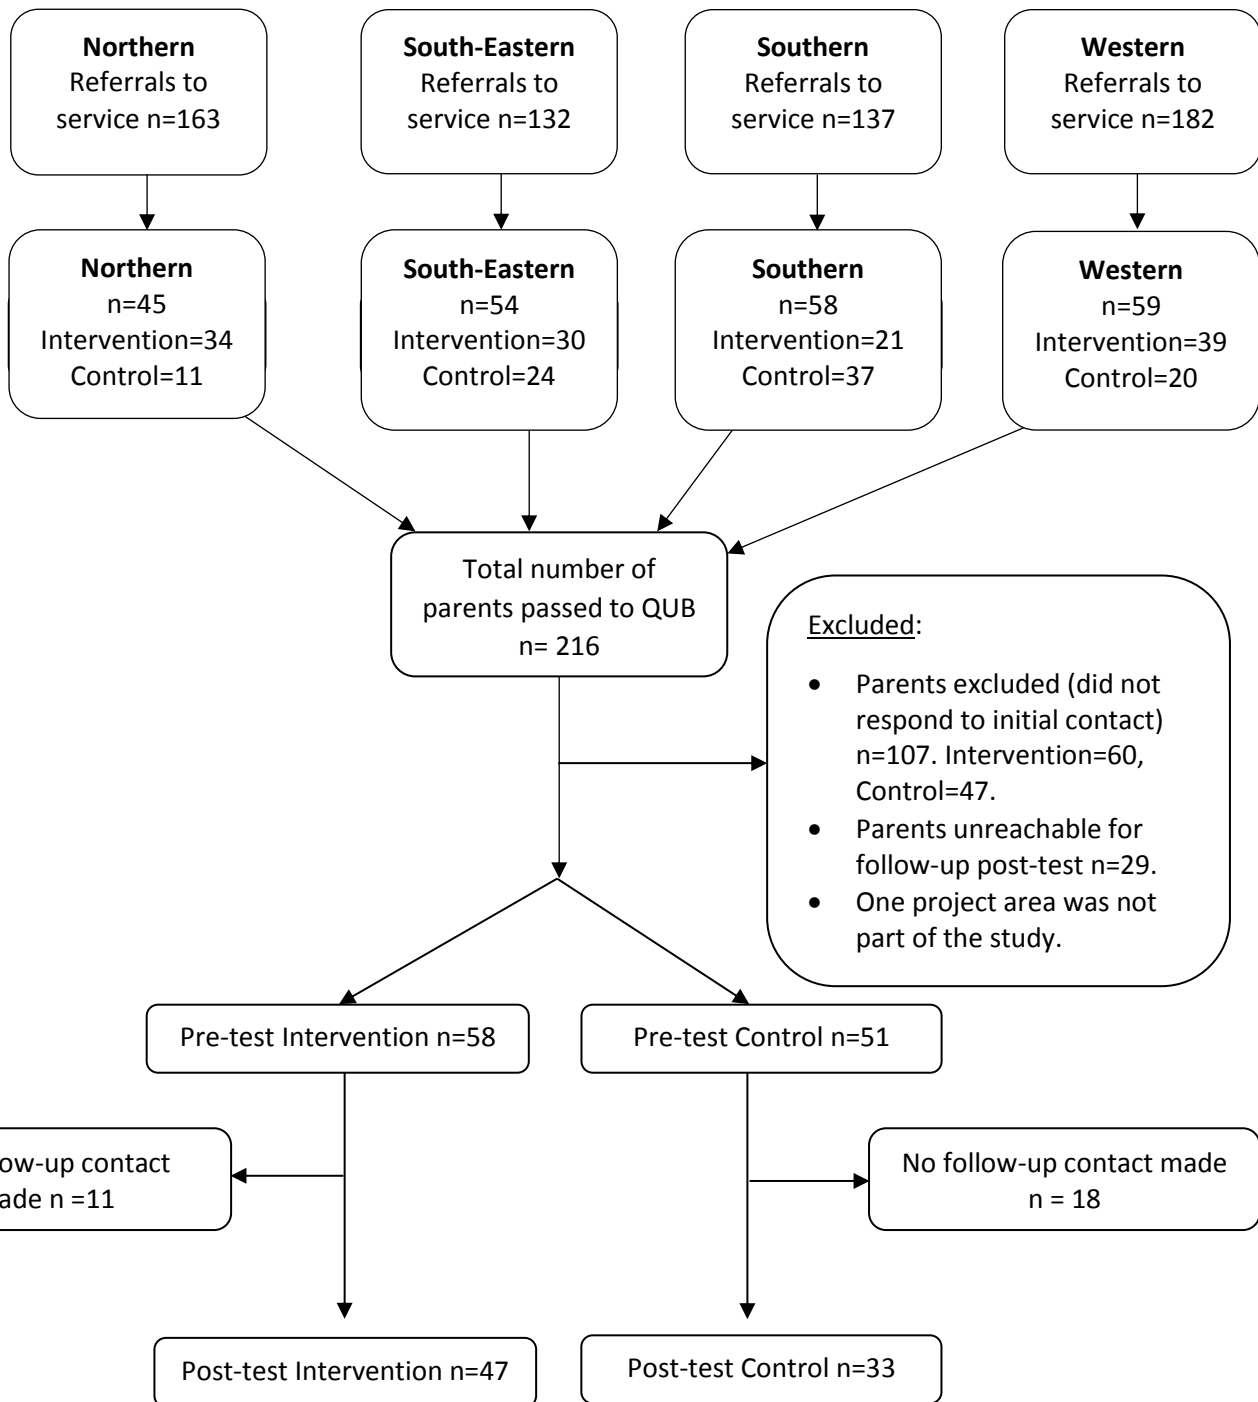 Northern
Referrals to
service n=163
South-Eastern
Referrals to
service n=132
Southern
Referrals to
service n=137
Western
Referrals to
service n=182
Northern
n=45
Intervention=34
Control=11
South-Eastern
n=54
Intervention=30
Control=24
Southern
n=58
Intervention=21
Control=37
Western
n=59
Intervention=39
Control=20
Total number of
parents passed to QUB
n= 216
Excluded:
• Parents excluded (did not
respond to initial contact)
n=107. Intervention=60,
Control=47.
• Parents unreachable for
follow-up post-test n=29.
• One project area was not
part of the study.
Pre-test Intervention n=58
Pre-test Control n=51
ow-up contact
ade n =11
No follow-up contact made
n = 18
Post-test Intervention n=47
Post-test Control n=33